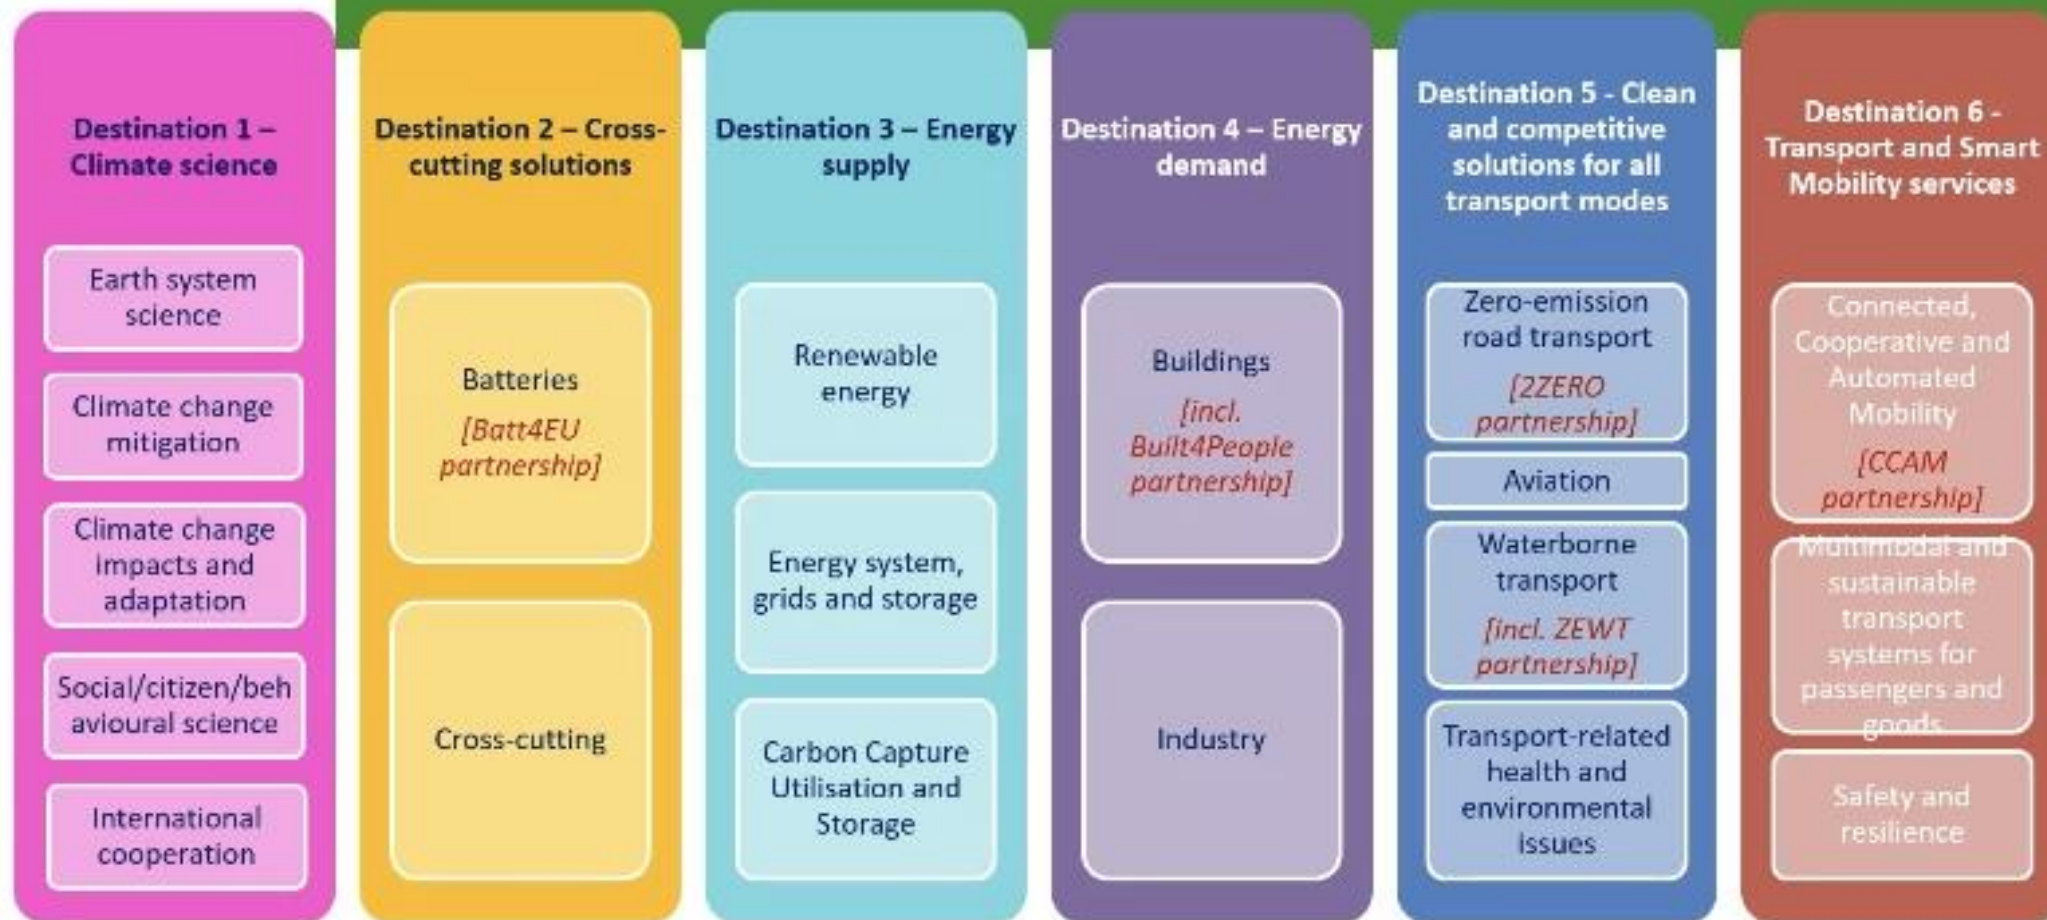 Destination 1 –
Climate science
Earth system
science
Climate change
mitigation
Climate change
impacts and
adaptation
Social/citizen/beh
avioural science
International
cooperation
Destination 2 – Cross-
cutting solutions
Batteries
[Batt4EU
partnership]
Cross-cutting
Destination 3 – Energy
supply
Renewable
energy
Energy system,
grids and storage
Carbon Capture
Utilisation and
Storage
Destination 4 – Energy
demand
Buildings
[incl.
Built4People
partnership]
Industry
Destination 5 - Clean
and competitive
solutions for all
transport modes
Zero-emission
road transport
[2ZERO
partnership]
Aviation
Waterborne
transport
[incl. ZEWT
partnership]
Transport-related
health and
environmental
issues
Destination 6 -
Transport and Smart
Mobility services
Connected,
Cooperative and
Automated
Mobility
[CCAM
partnership]
Multimodal and
sustainable
transport
systems for
passengers and
goods
Safety and
resilience